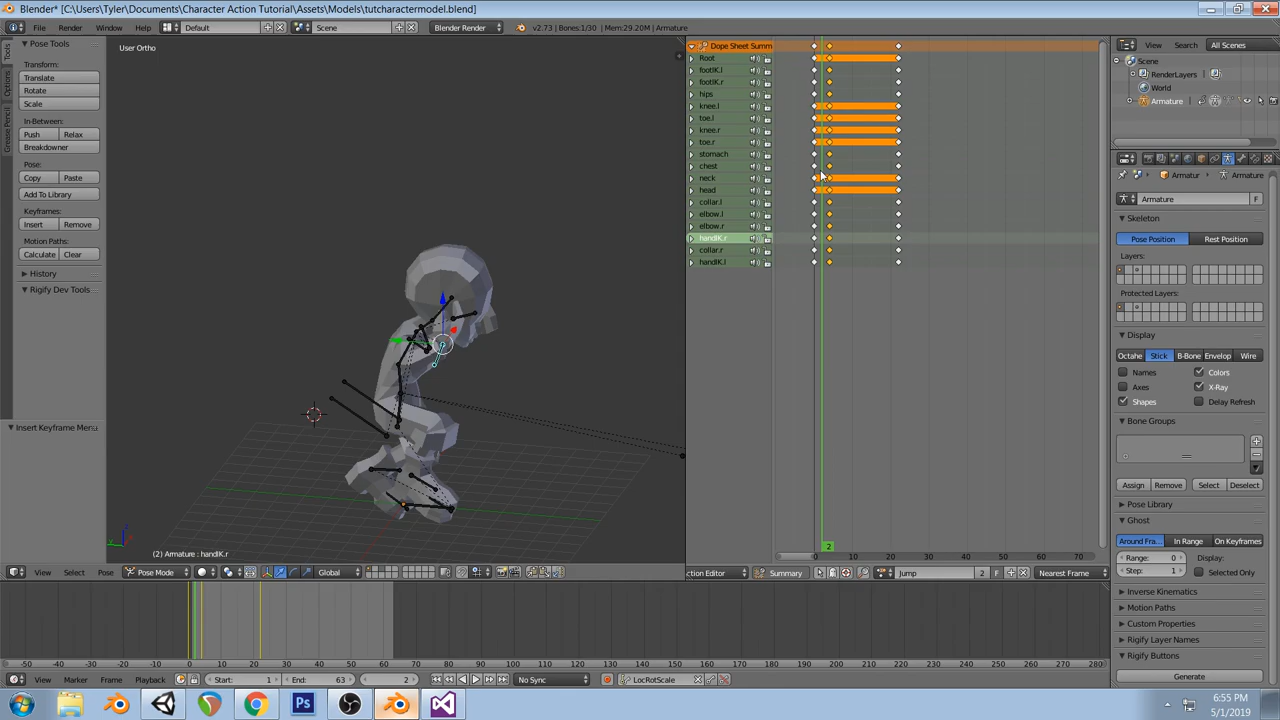 Blender* [C:\Users\Tyler\Documents\Character Action Tutorial\Assets\Models\tutcharactermodel.blend]
File Render Window Help Default Scene Blender Render v2.73 | Bones:1/30 | Mem:29.20M | Armature
Tools
Options
Grease Pencil
Pose Tools
Transform:
Translate
Rotate
Scale
In-Between:
Push Relax
Breakdowner
Pose:
Copy Paste
Add To Library
Keyframes:
Insert Remove
Motion Paths:
Calculate Clear
History
Rigify Dev Tools
Insert Keyframe Menu
User Ortho
(2) Armature : handIK.r
View Select Pose Pose Mode Global
Dope Sheet Summ
Root
footIK.l
footIK.r
hips
knee.l
toe.l
knee.r
toe.r
stomach
chest
neck
head
collar.l
elbow.l
elbow.r
handIK.r
collar.r
handIK.l
2
0 10 20 30 40 50 60 70
ction Editor Summary Jump 2 F Nearest Frame
View Search All Scenes
Scene
RenderLayers
World
Armature
Armatur Armature
Armature F
Skeleton
Pose Position Rest Position
Layers:
Protected Layers:
Display
Octahe Stick B-Bone Envelop Wire
Names Colors
Axes X-Ray
Shapes Delay Refresh
Bone Groups
Assign Remove Select Deselect
Pose Library
Ghost
Around Fra... In Range On Keyframes
Range: 0 Display:
Step: 1 Selected Only
Inverse Kinematics
Motion Paths
Custom Properties
Rigify Layer Names
Rigify Buttons
Generate
-50 -40 -30 -20 -10 0 10 20 30 40 50 60 70 80 90 100 110 120 130 140 150 160 170 180 190 200 210 220 230 240 250 260 270 280
View Marker Frame Playback Start: 1 End: 63 2 No Sync LocRotScale
Ps
6:55 PM
5/1/2019